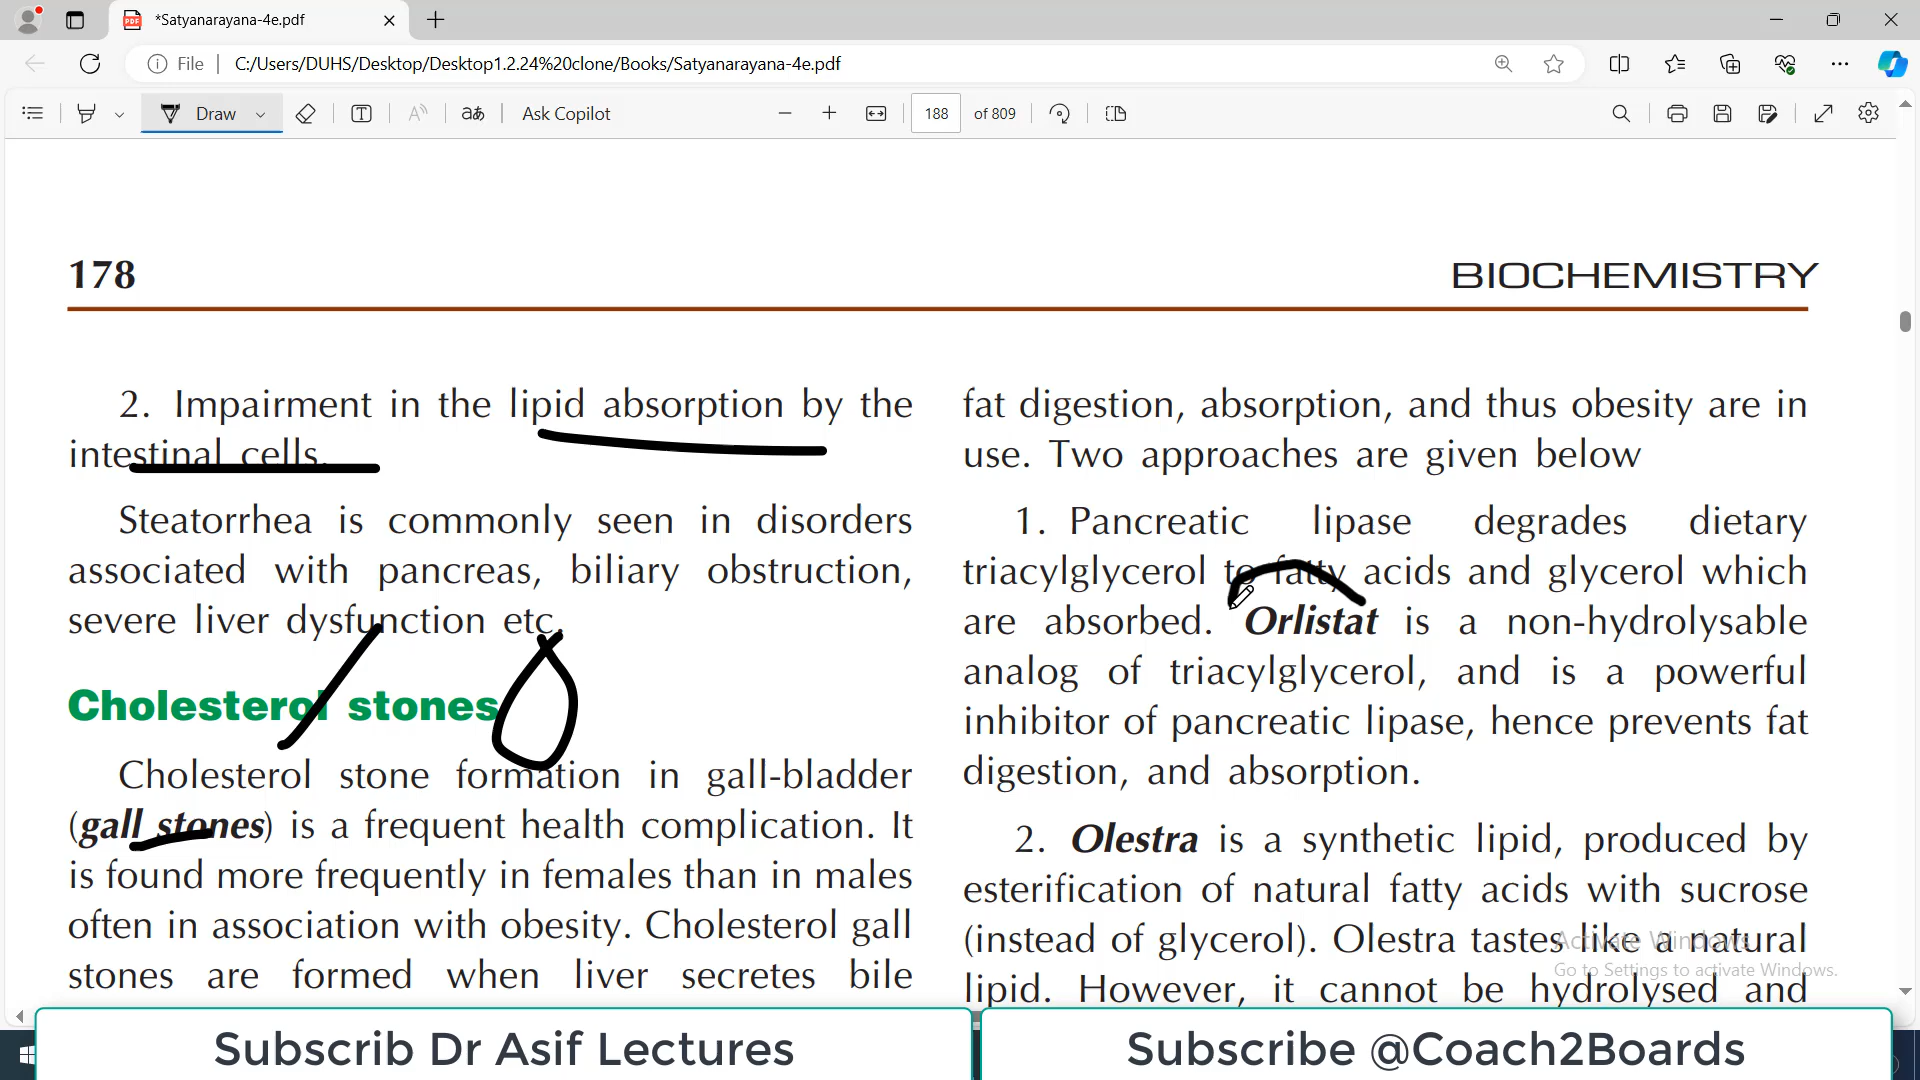 *Satyanarayana-4e.pdf
File
C:/Users/DUHS/Desktop/Desktop1.2.24%20clone/Books/Satyanarayana-4e.pdf
Draw
Ask Copilot
188 of 809
178
BIOCHEMISTRY
2. Impairment in the lipid absorption by the
intestinal cells.
Steatorrhea is commonly seen in disorders
associated with pancreas, biliary obstruction,
severe liver dysfunction etc.
Cholesterol stones
Cholesterol stone formation in gall-bladder
(gall stones) is a frequent health complication. It
is found more frequently in females than in males
often in association with obesity. Cholesterol gall
stones are formed when liver secretes bile
fat digestion, absorption, and thus obesity are in
use. Two approaches are given below
1. Pancreatic lipase degrades dietary
triacylglycerol to fatty acids and glycerol which
are absorbed. Orlistat is a non-hydrolysable
analog of triacylglycerol, and is a powerful
inhibitor of pancreatic lipase, hence prevents fat
digestion, and absorption.
2. Olestra is a synthetic lipid, produced by
esterification of natural fatty acids with sucrose
(instead of glycerol). Olestra tastes like a natural
lipid. However, it cannot be hydrolysed and
Activate Windows
Go to Settings to activate Windows.
Subscrib Dr Asif Lectures
Subscribe @Coach2Boards